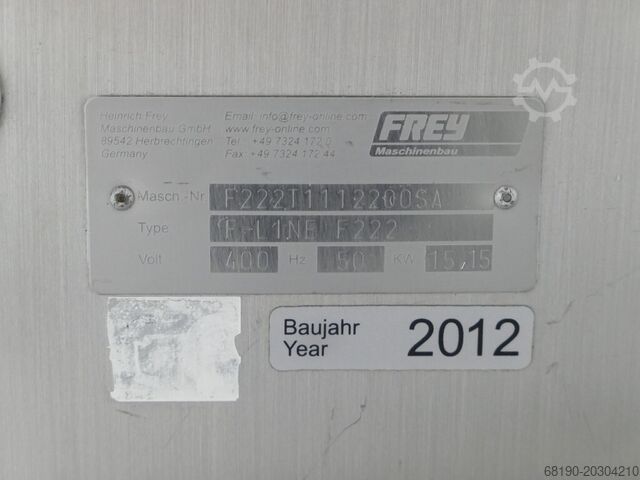 Heinrich Frey
Maschinenbau GmbH
89542 Herbrechtingen
Germany
Email: info@frey-online.com
www.frey-online.com
Tel.: +49 7324 172 0
Fax: +49 7324 172 44
FREY
Maschinenbau
Masch.-Nr. F222T1112200SA
Type F-LINE F222
Volt 400 Hz 50 KW 15,15
Baujahr
Year
2012
68190-20304210